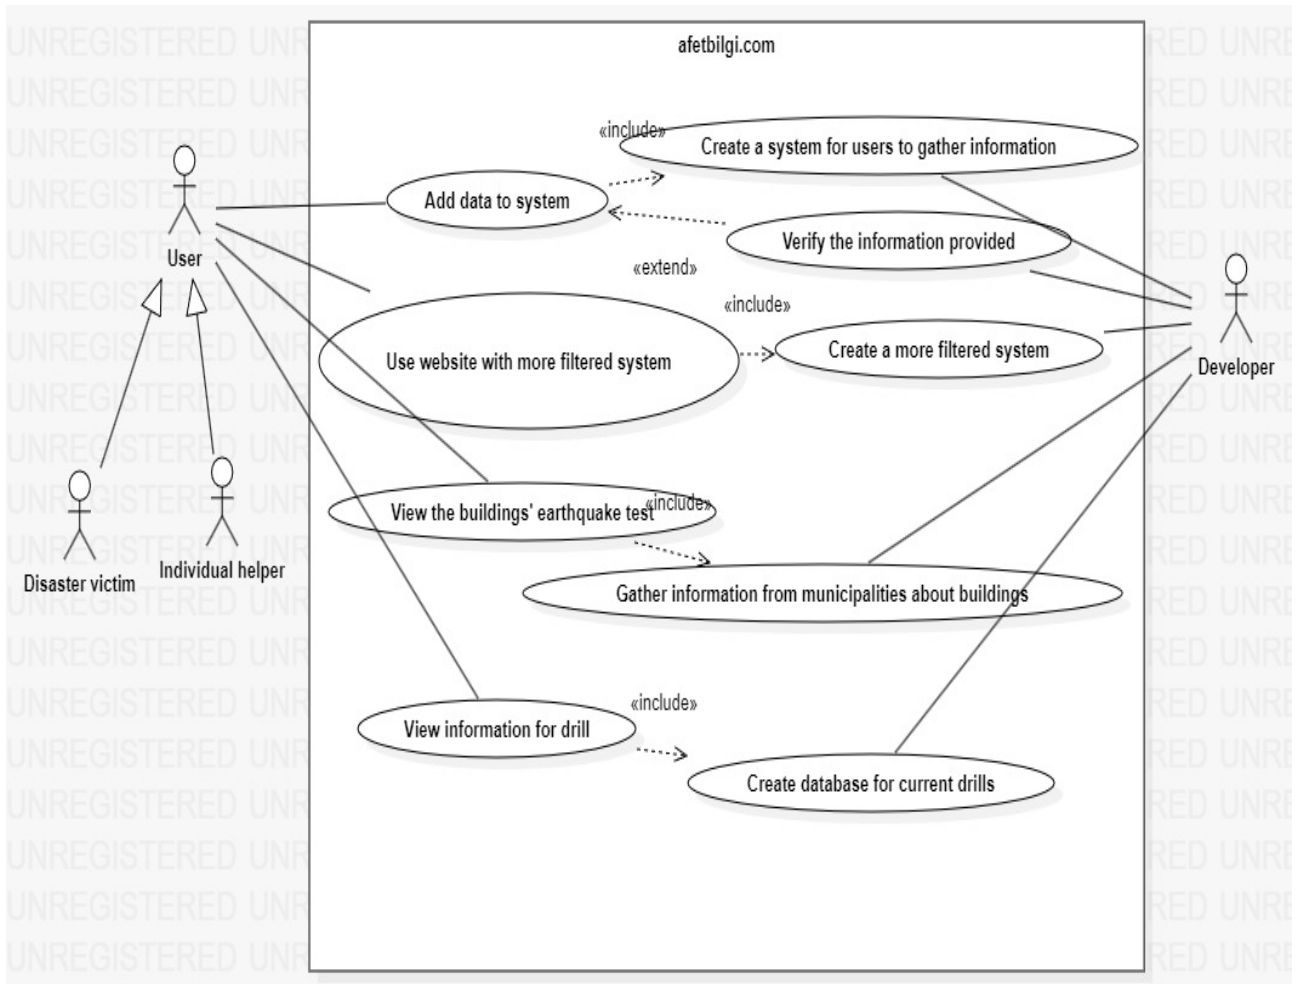 afetbilgi.com
«include»
Create a system for users to gather information
Add data to system
Verify the information provided
User
«extend»
«include»
Create a more filtered system
Use website with more filtered system
Developer
View the buildings' earthquake test
«include»
Disaster victim
Individual helper
Gather information from municipalities about buildings
«include»
View information for drill
Create database for current drills
UNREGISTERED